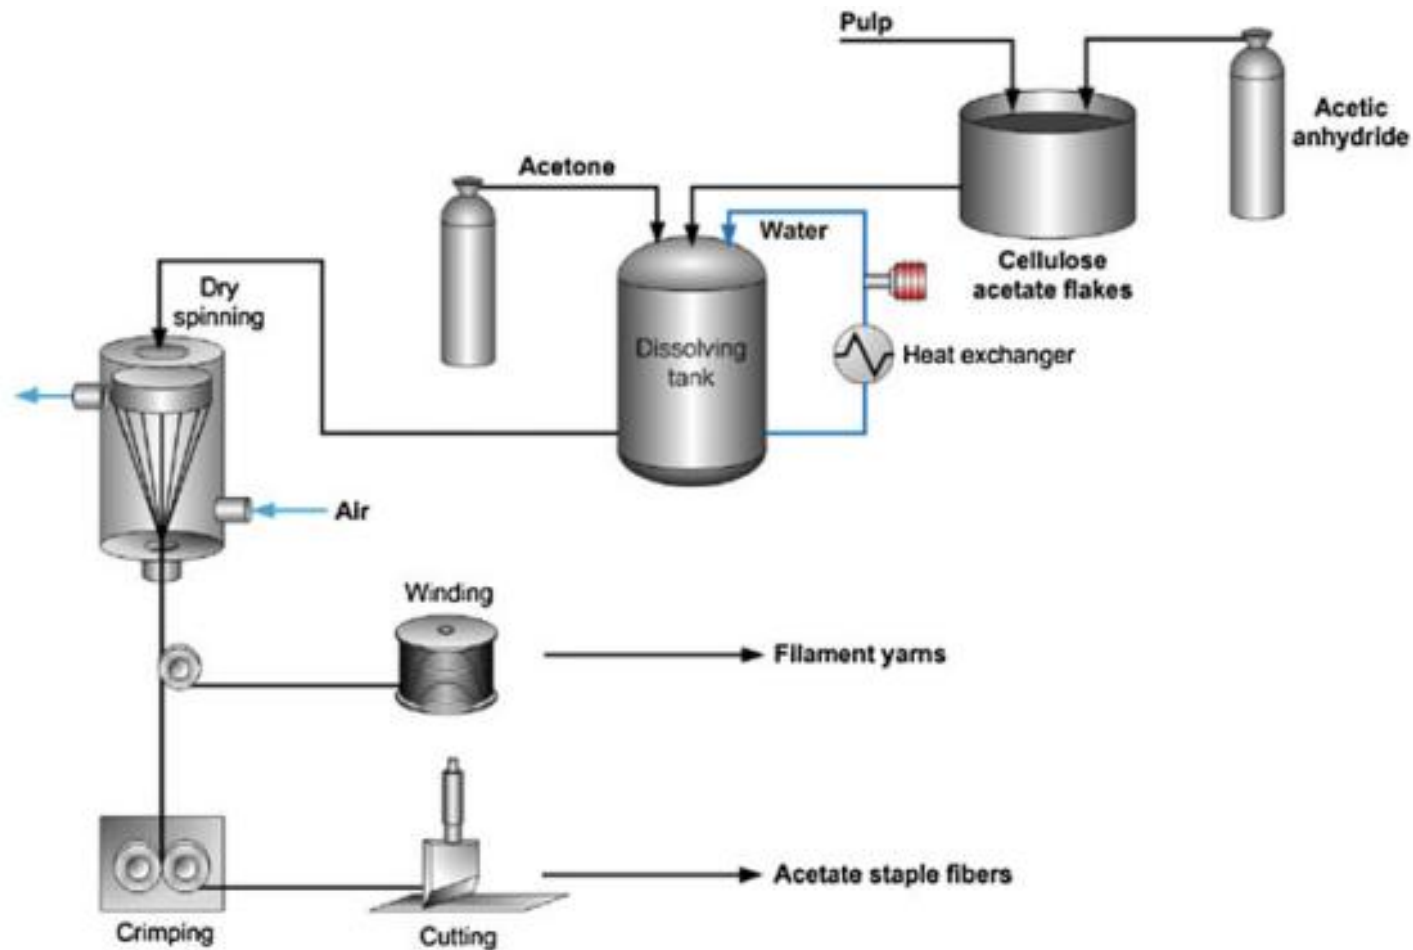 Pulp
Acetic
anhydride
Acetone
Water
Cellulose
acetate flakes
Dry
spinning
Dissolving
tank
Heat exchanger
Air
Winding
Filament yarns
Acetate staple fibers
Crimping
Cutting